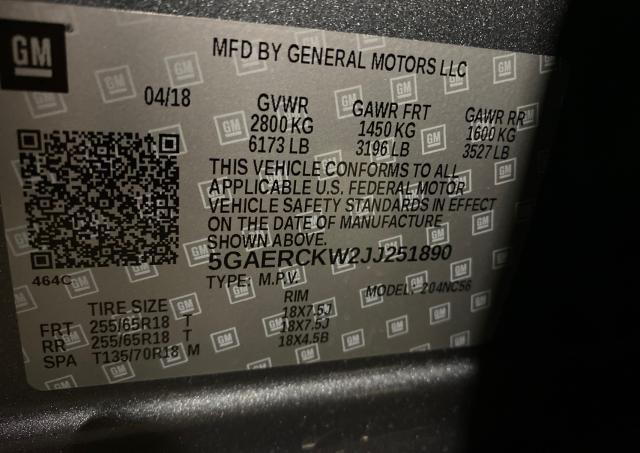 GM
MFD BY GENERAL MOTORS LLC
04/18 GVWR GAWR FRT GAWR RR
2800 KG 1450 KG 1600 KG
6173 LB 3196 LB 3527 LB
THIS VEHICLE CONFORMS TO ALL
APPLICABLE U.S. FEDERAL MOTOR
VEHICLE SAFETY STANDARDS IN EFFECT
ON THE DATE OF MANUFACTURE
SHOWN ABOVE.
5GAERCKW2JJ251890
464C TYPE: M.P.V. MODEL: 204NC56
TIRE SIZE RIM
FRT 255/65R18 T 18X7.5J
RR 255/65R18 T 18X7.5J
SPA T135/70R18 M 18X4.5B